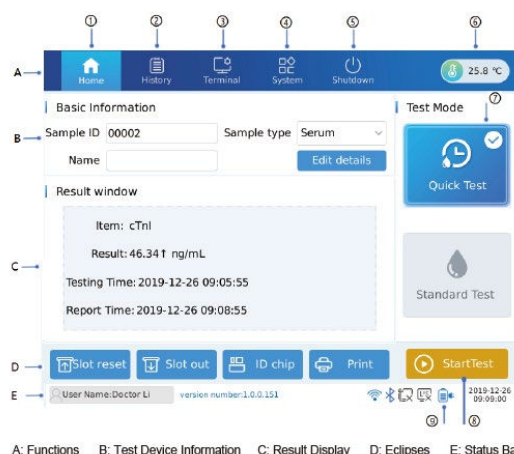 ① ② ③ ④ ⑤ ⑥
A
Home History Terminal System Shutdown 25.8 ℃
Basic Information Test Mode ⑦
B Sample ID 00002 Sample type Serum
Name Edit details
Quick Test
Result window
Item: cTnI
Result: 46.34↑ ng/mL
C
Testing Time: 2019-12-26 09:05:55
Standard Test
Report Time: 2019-12-26 09:08:55
D Slot reset Slot out ID chip Print StartTest
E User Name:Doctor Li version number:1.0.0.151 2019-12-26
09:09:00
⑨ ⑧
A: Functions B: Test Device Information C: Result Display D: Eclipses E: Status Ba